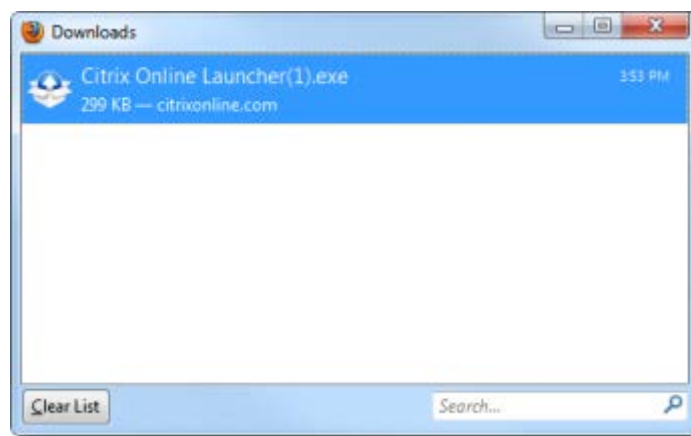 Downloads
Citrix Online Launcher(1).exe 3:53 PM
299 KB — citrixonline.com
Clear List Search...